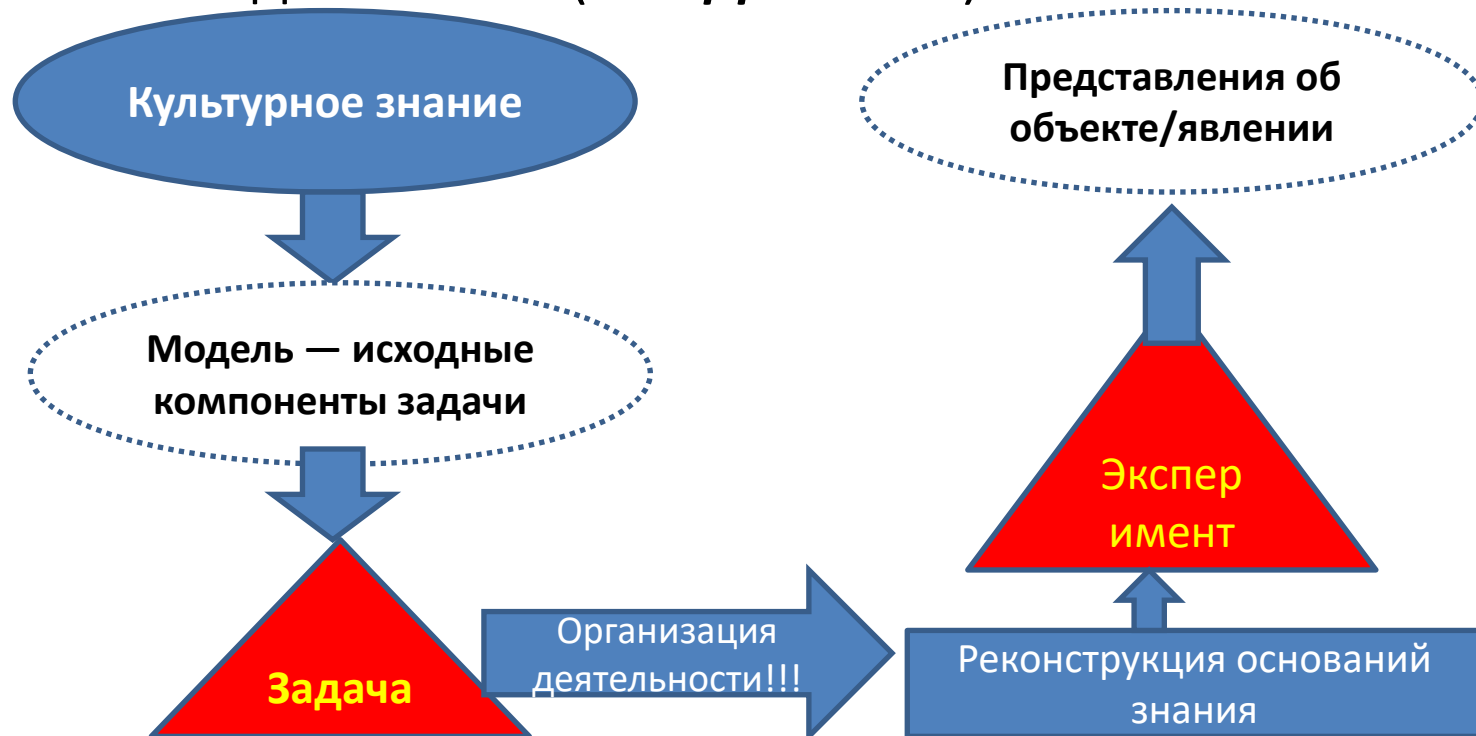 Культурное знание
Представления об
объекте/явлении
Модель — исходные
компоненты задачи
Экспер
имент
Организация
деятельности!!!
Задача
Реконструкция оснований
знания